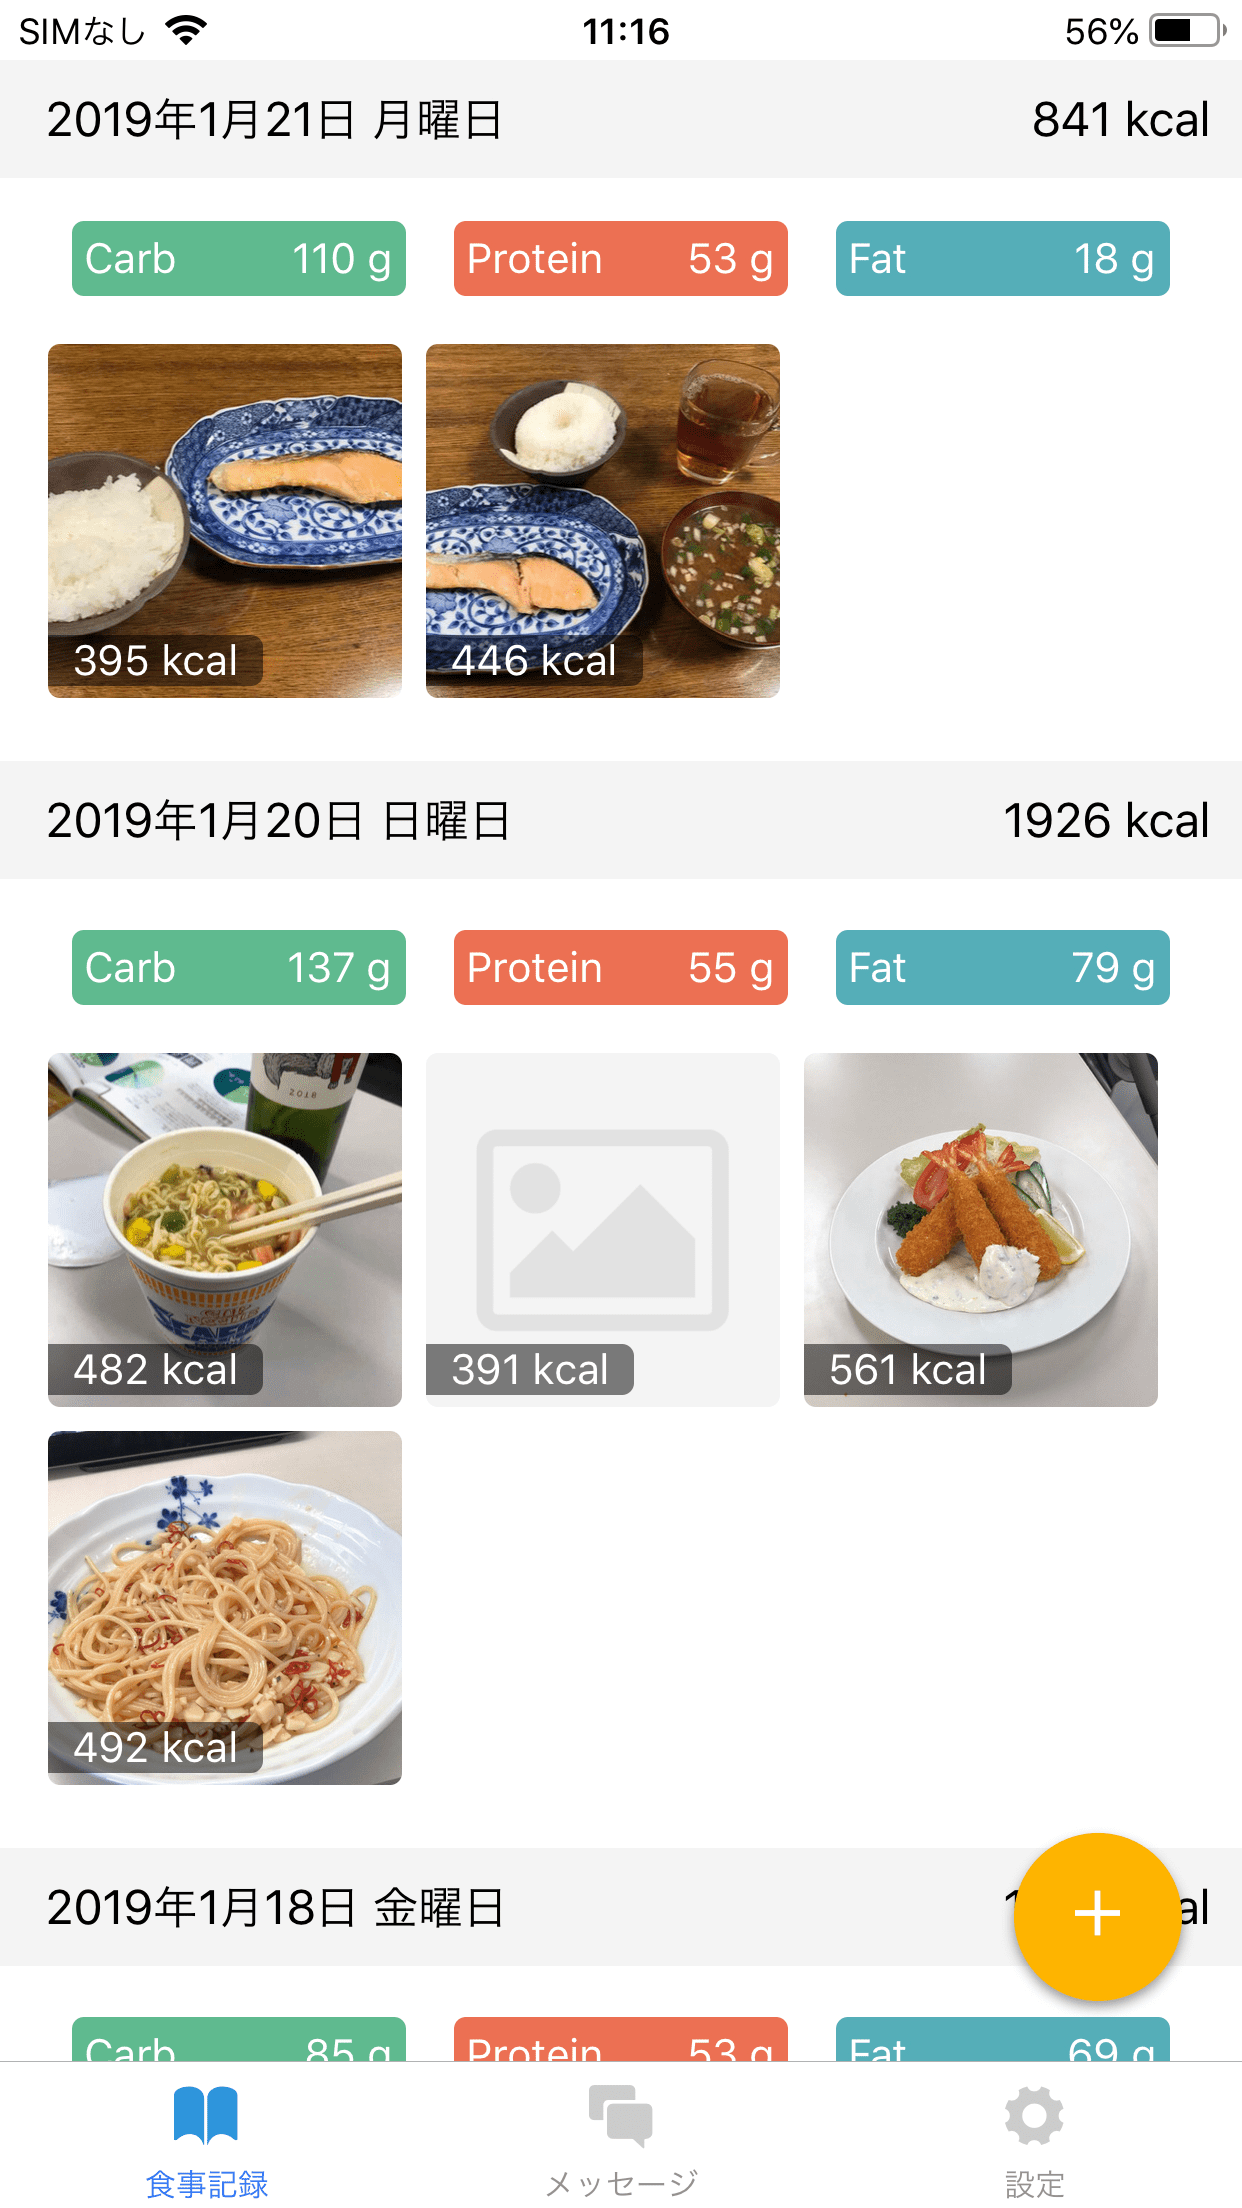 SIMなし 11:16 56%
2019年1月21日 月曜日 841 kcal
Carb 110 g Protein 53 g Fat 18 g
395 kcal 446 kcal
2019年1月20日 日曜日 1926 kcal
Carb 137 g Protein 55 g Fat 79 g
2018
482 kcal 391 kcal 561 kcal
492 kcal
2019年1月18日 金曜日
Carb 85 g Protein 53 g Fat 69 g
食事記録 メッセージ 設定